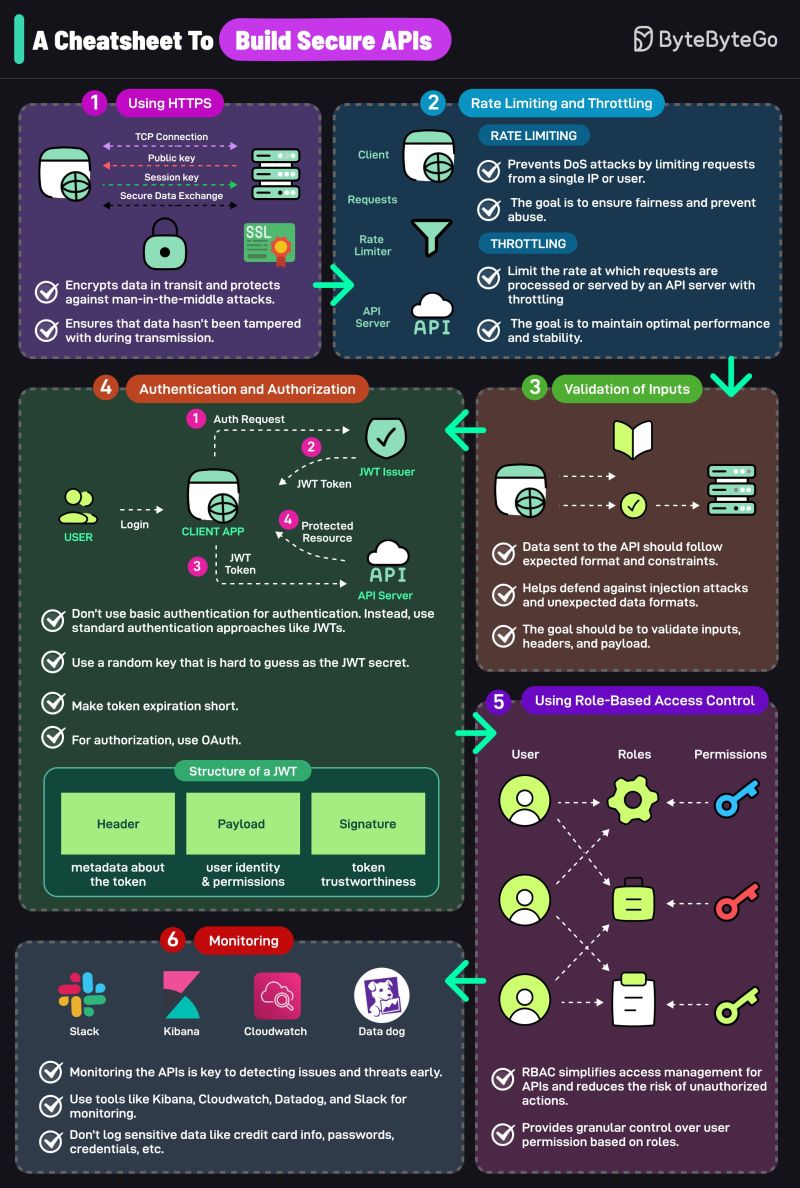 A Cheatsheet To Build Secure APIs
ByteByteGo
1 Using HTTPS
TCP Connection
Public key
Session key
Secure Data Exchange
SSL
Encrypts data in transit and protects
against man-in-the-middle attacks.
Ensures that data hasn't been tampered
with during transmission.
2 Rate Limiting and Throttling
Client
Requests
Rate
Limiter
API
Server
API
RATE LIMITING
Prevents DoS attacks by limiting requests
from a single IP or user.
The goal is to ensure fairness and prevent
abuse.
THROTTLING
Limit the rate at which requests are
processed or served by an API server with
throttling
The goal is to maintain optimal performance
and stability.
3 Validation of Inputs
Data sent to the API should follow
expected format and constraints.
Helps defend against injection attacks
and unexpected data formats.
The goal should be to validate inputs,
headers, and payload.
4 Authentication and Authorization
1 Auth Request
2
JWT Issuer
JWT Token
USER
Login
CLIENT APP
4 Protected
Resource
3 JWT
Token
API
API Server
Don't use basic authentication for authentication. Instead, use
standard authentication approaches like JWTs.
Use a random key that is hard to guess as the JWT secret.
Make token expiration short.
For authorization, use OAuth.
Structure of a JWT
Header
Payload
Signature
metadata about
the token
user identity
& permissions
token
trustworthiness
5 Using Role-Based Access Control
User
Roles
Permissions
RBAC simplifies access management for
APIs and reduces the risk of unauthorized
actions.
Provides granular control over user
permission based on roles.
6 Monitoring
Slack
Kibana
Cloudwatch
Data dog
Monitoring the APIs is key to detecting issues and threats early.
Use tools like Kibana, Cloudwatch, Datadog, and Slack for
monitoring.
Don't log sensitive data like credit card info, passwords,
credentials, etc.